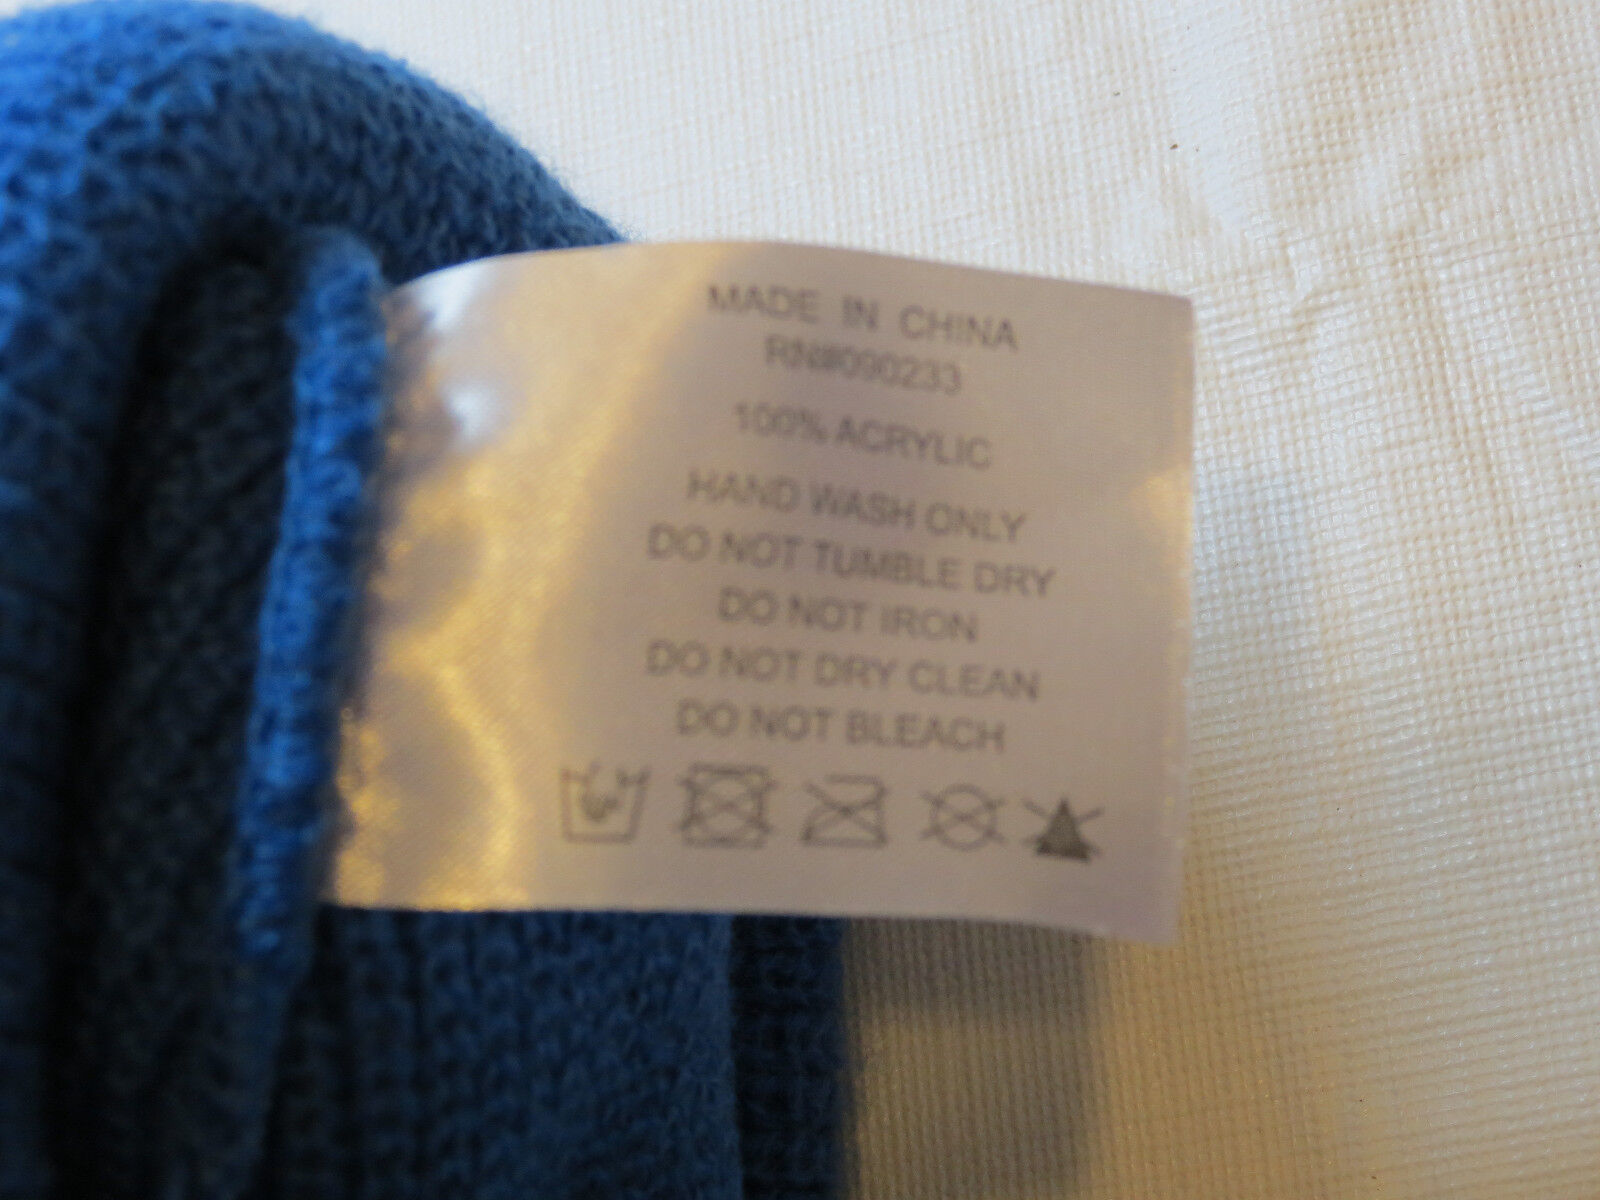 MADE IN CHINA
RN#090233
100% ACRYLIC
HAND WASH ONLY
DO NOT TUMBLE DRY
DO NOT IRON
DO NOT DRY CLEAN
DO NOT BLEACH